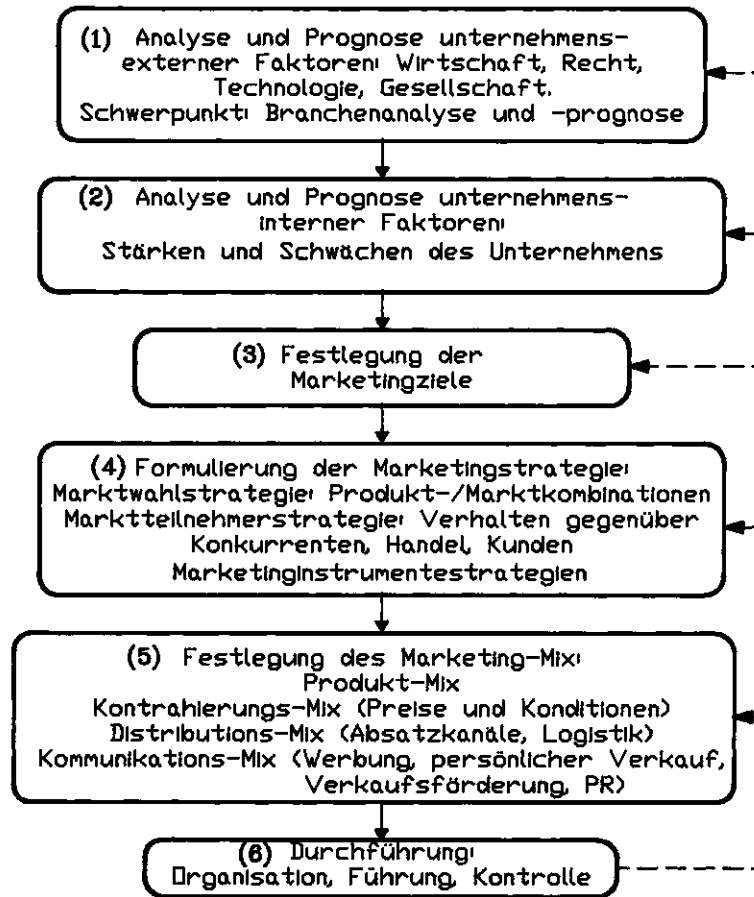 (1) Analyse und Prognose unternehmens-
externer Faktoren: Wirtschaft, Recht,
Technologie, Gesellschaft.
Schwerpunkt: Branchenanalyse und -prognose
(2) Analyse und Prognose unternehmens-
interner Faktoren:
Stärken und Schwächen des Unternehmens
(3) Festlegung der
Marketingziele
(4) Formulierung der Marketingstrategie:
Marktwahlstrategie: Produkt-/Marktkombinationen
Marktteilnehmerstrategie: Verhalten gegenüber
Konkurrenten, Handel, Kunden
Marketinginstrumentestrategien
(5) Festlegung des Marketing-Mix:
Produkt-Mix
Kontrahierungs-Mix (Preise und Konditionen)
Distributions-Mix (Absatzkanäle, Logistik)
Kommunikations-Mix (Werbung, persönlicher Verkauf,
Verkaufsförderung, PR)
(6) Durchführung:
Organisation, Führung, Kontrolle